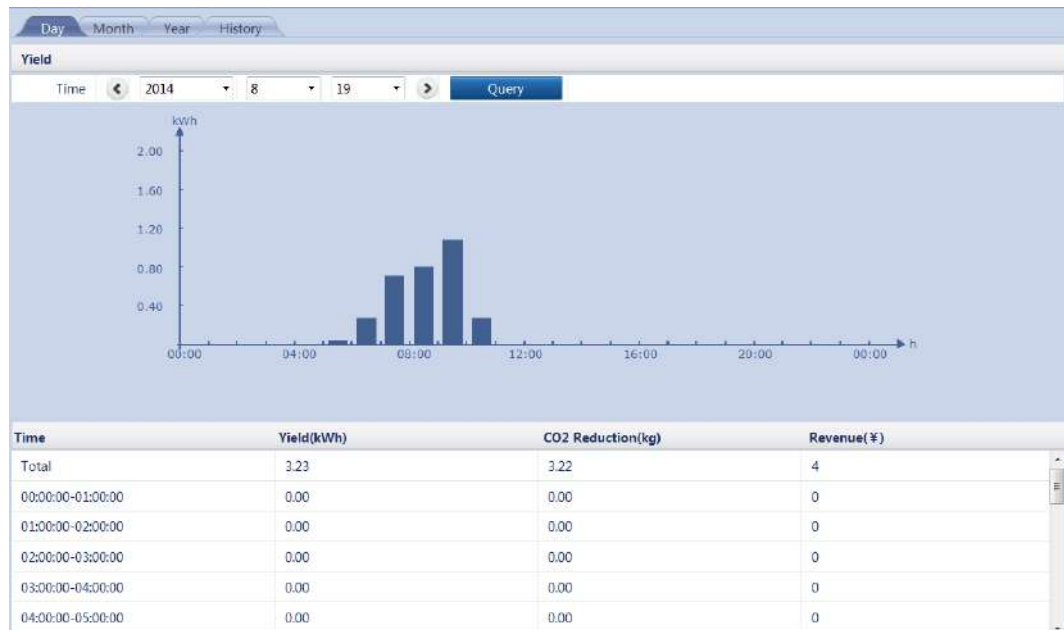 Day Month Year History
Yield
Time 2014 8 19 Query
kWh
2.00
1.60
1.20
0.80
0.40
00:00 04:00 08:00 12:00 16:00 20:00 00:00 h
Time Yield(kWh) CO2 Reduction(kg) Revenue(¥)
Total 3.23 3.22 4
00:00:00-01:00:00 0.00 0.00 0
01:00:00-02:00:00 0.00 0.00 0
02:00:00-03:00:00 0.00 0.00 0
03:00:00-04:00:00 0.00 0.00 0
04:00:00-05:00:00 0.00 0.00 0